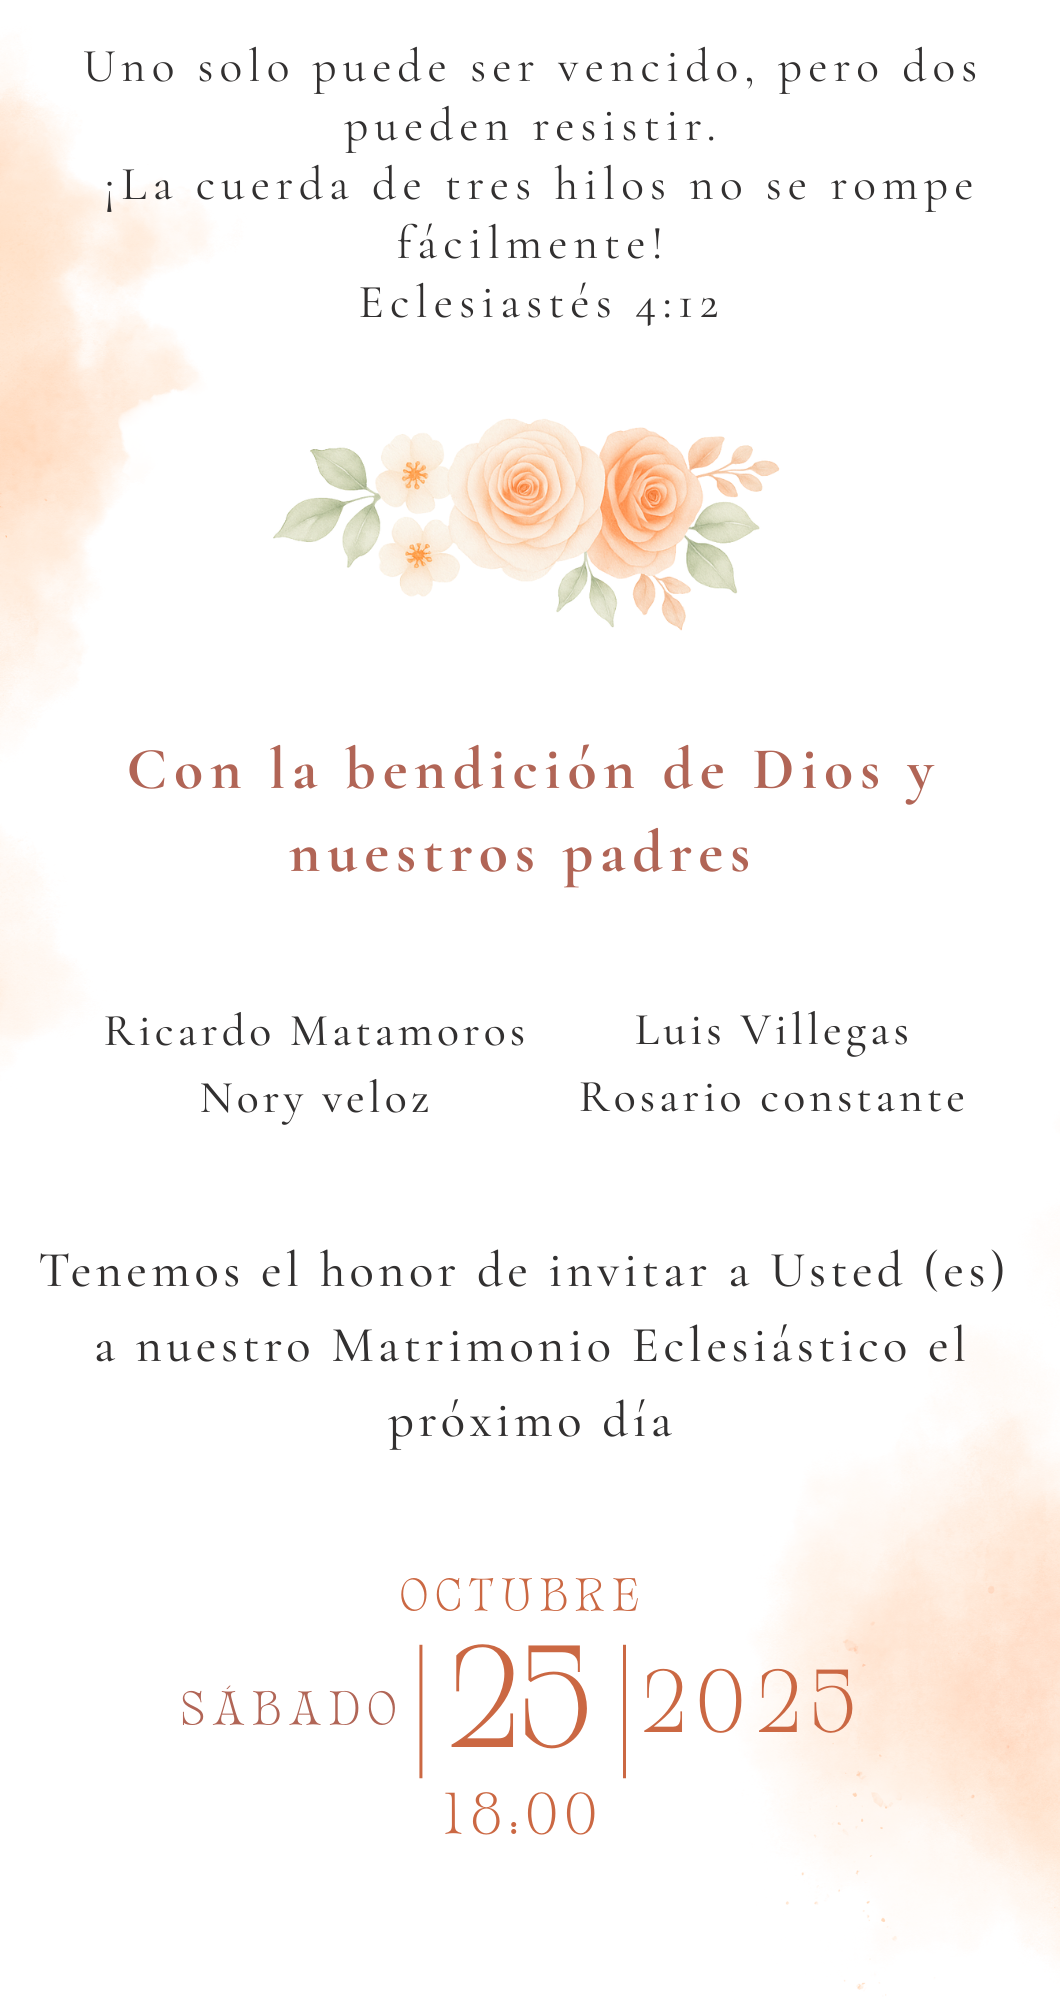 Uno solo puede ser vencido, pero dos
pueden resistir.
¡La cuerda de tres hilos no se rompe
fácilmente!
Eclesiastés 4:12
Con la bendición de Dios y
nuestros padres
Ricardo Matamoros
Nory veloz
Luis Villegas
Rosario constante
Tenemos el honor de invitar a Usted (es)
a nuestro Matrimonio Eclesiástico el
próximo día
OCTUBRE
SÁBADO 25 2025
18:00